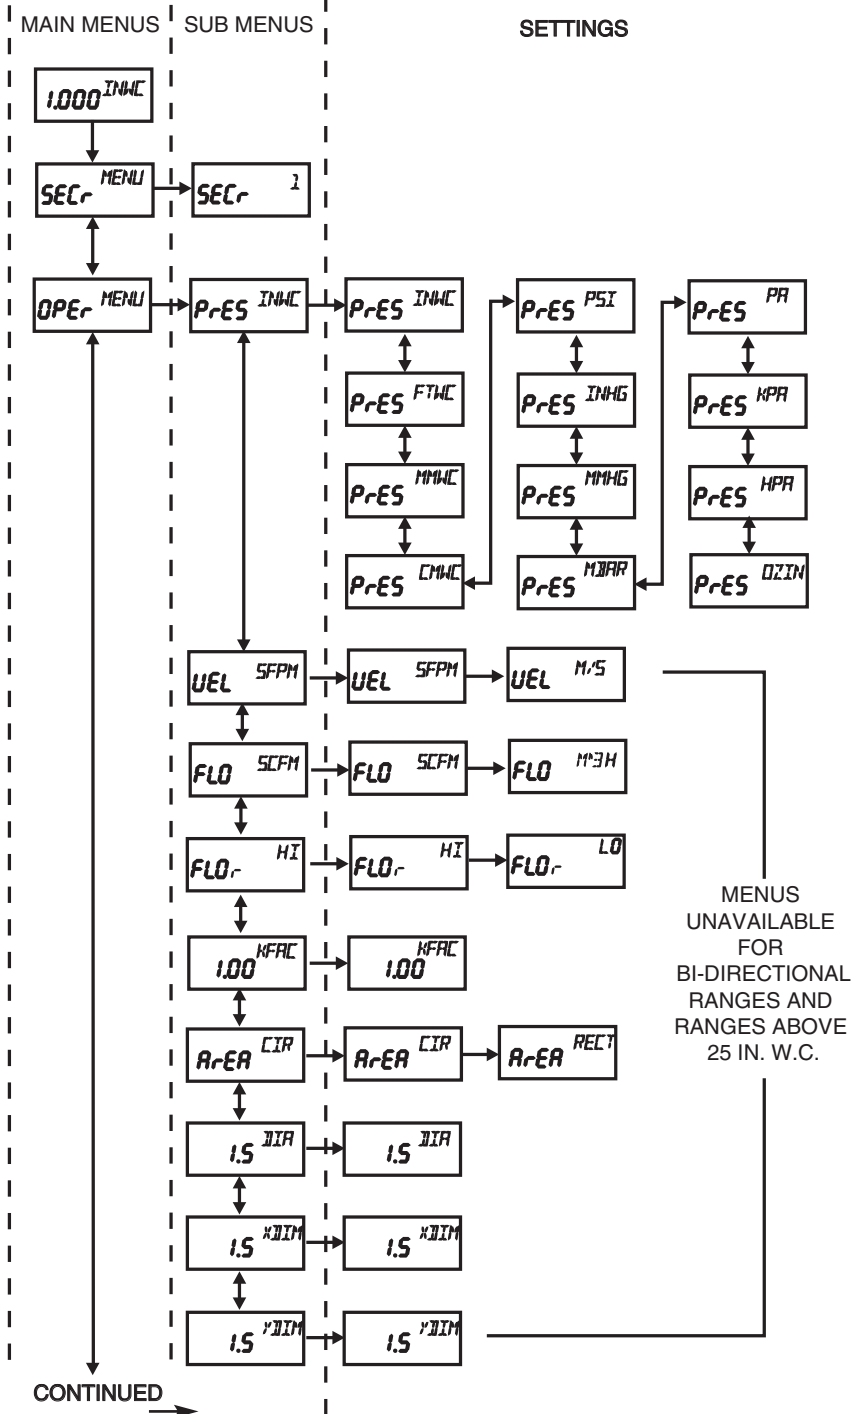 MAIN MENUS SUB MENUS SETTINGS
1.000 INWC
SECr MENU SECr 1
OPEr MENU PrES INWC PrES INWC PrES PSI PrES PA
PrES FTWC PrES INHG PrES KPA
PrES MMWC PrES MMHG PrES HPA
PrES CMWC PrES MBAR PrES OZIN
VEL SFPM VEL SFPM VEL M/S
FLO SCFM FLO SCFM FLO M^3H
FLOr HI FLOr HI FLOr LO
MENUS
UNAVAILABLE
FOR
BI-DIRECTIONAL
RANGES AND
RANGES ABOVE
25 IN. W.C.
1.00 KFAC 1.00 KFAC
ArEA CIR ArEA CIR ArEA RECT
1.5 DIA 1.5 DIA
1.5 XDIM 1.5 XDIM
1.5 YDIM 1.5 YDIM
CONTINUED